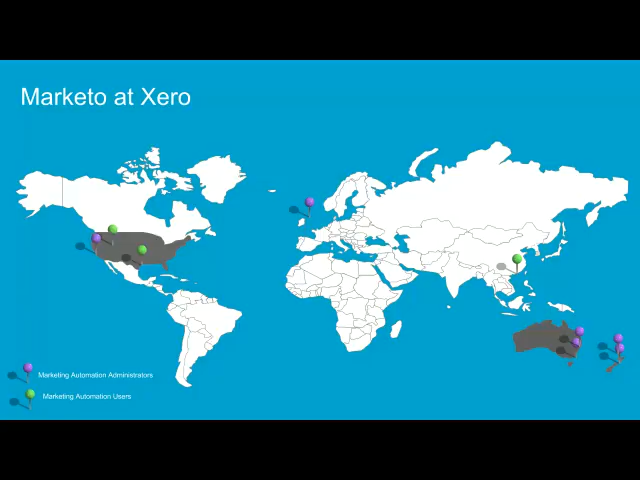 Marketo at Xero
Marketing Automation Administrators
Marketing Automation Users